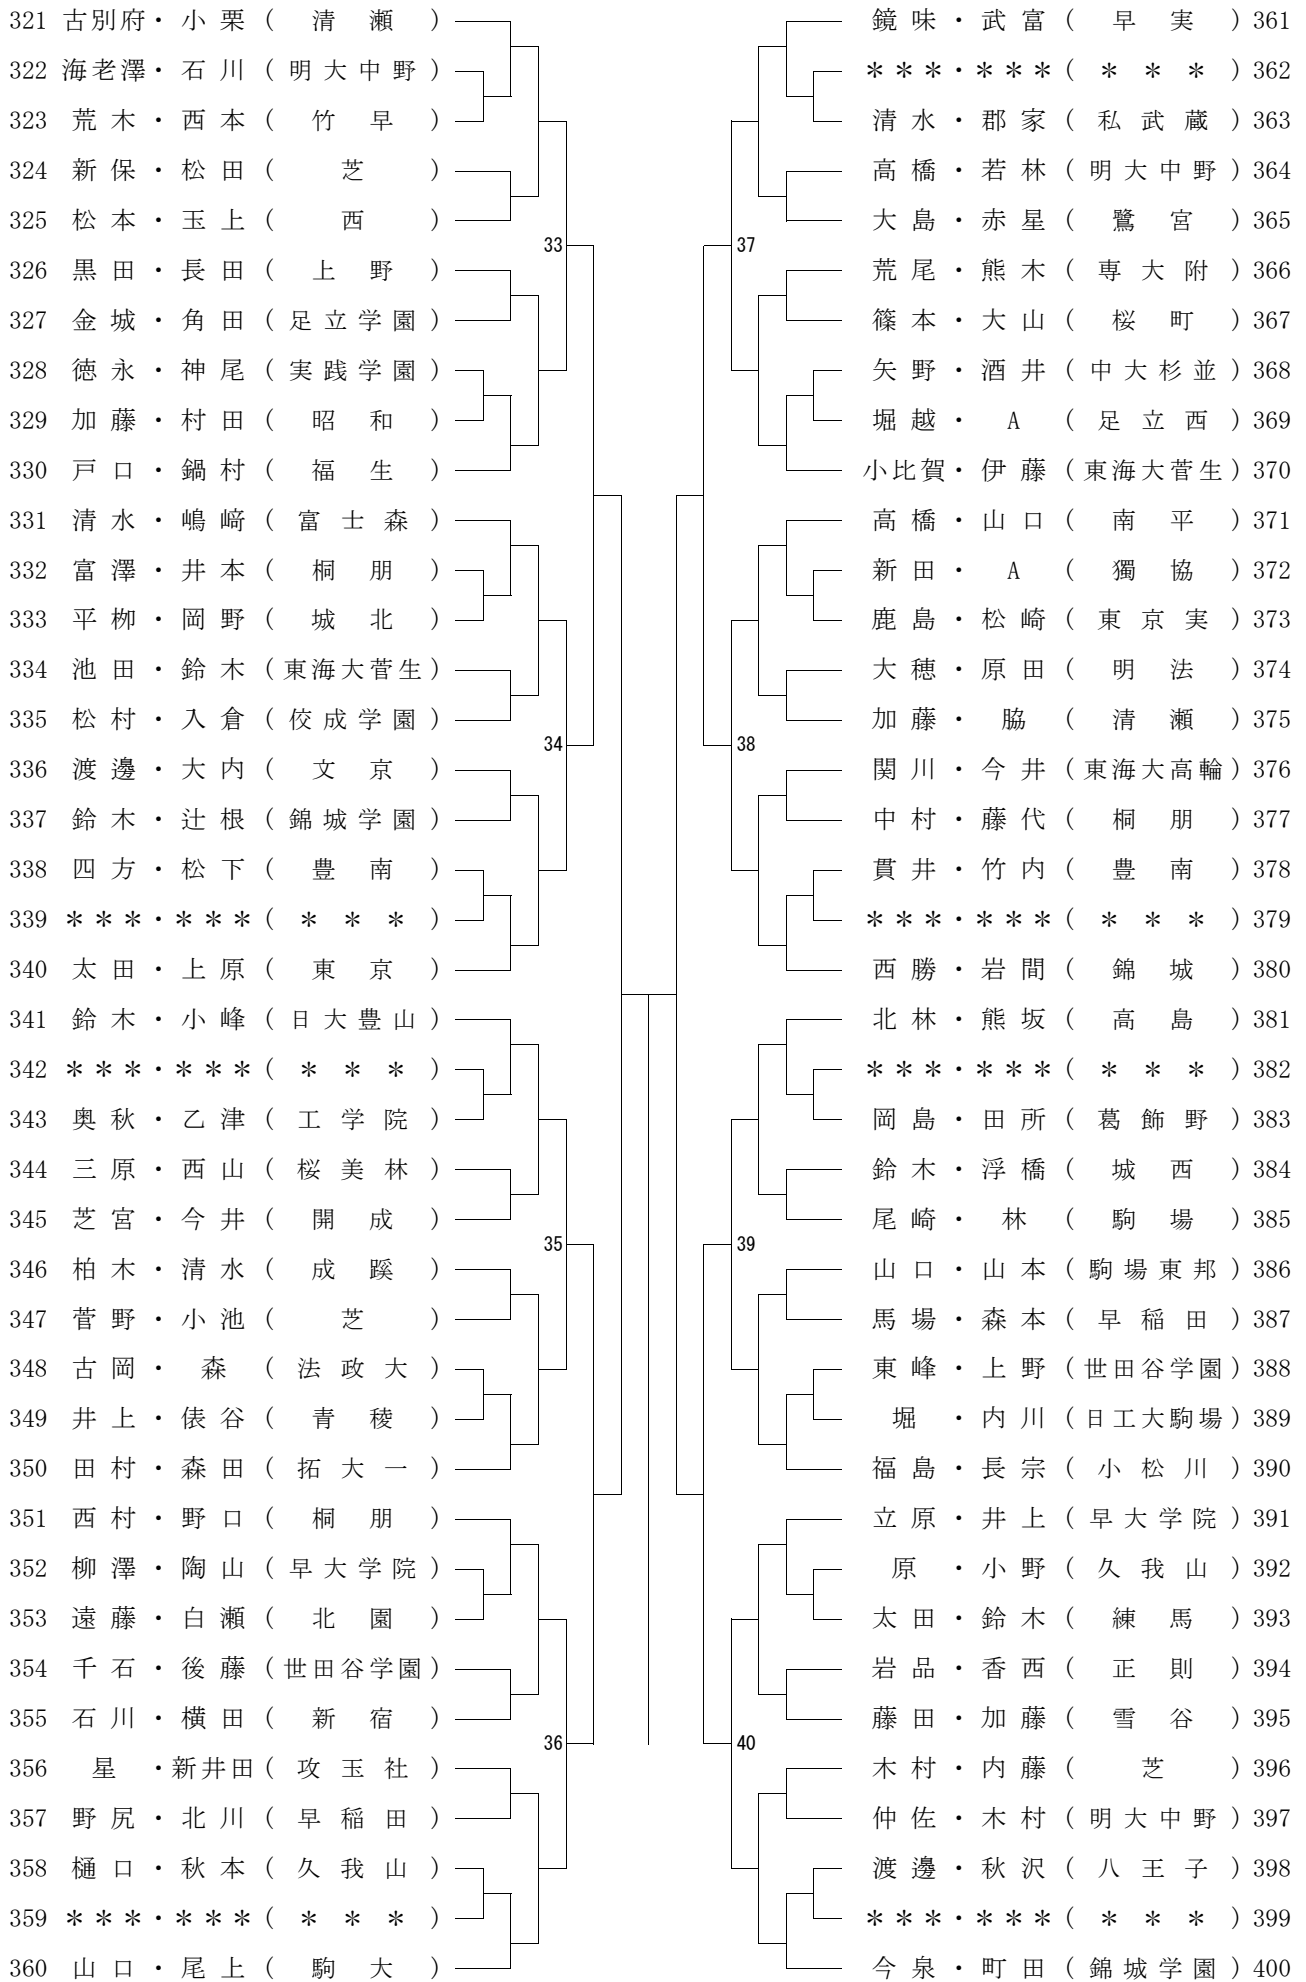 321 古別府・小栗 ( 清瀬 )
322 海老澤・石川 ( 明大中野 )
323 荒木・西本 ( 竹早 )
324 新保・松田 ( 芝 )
325 松本・玉上 ( 西 )
33
326 黒田・長田 ( 上野 )
327 金城・角田 ( 足立学園 )
328 徳永・神尾 ( 実践学園 )
329 加藤・村田 ( 昭和 )
330 戸口・鍋村 ( 福生 )
331 清水・嶋﨑 ( 富士森 )
332 富澤・井本 ( 桐朋 )
333 平栁・岡野 ( 城北 )
334 池田・鈴木 ( 東海大菅生 )
335 松村・入倉 ( 佼成学園 )
34
336 渡邊・大内 ( 文京 )
337 鈴木・辻根 ( 錦城学園 )
338 四方・松下 ( 豊南 )
339 ***・*** ( *** )
340 太田・上原 ( 東京 )
341 鈴木・小峰 ( 日大豊山 )
342 ***・*** ( *** )
343 奥秋・乙津 ( 工学院 )
344 三原・西山 ( 桜美林 )
345 芝宮・今井 ( 開成 )
35
346 柏木・清水 ( 成蹊 )
347 菅野・小池 ( 芝 )
348 古岡・森 ( 法政大 )
349 井上・俵谷 ( 青稜 )
350 田村・森田 ( 拓大一 )
351 西村・野口 ( 桐朋 )
352 柳澤・陶山 ( 早大学院 )
353 遠藤・白瀬 ( 北園 )
354 千石・後藤 ( 世田谷学園 )
355 石川・横田 ( 新宿 )
36
356 星・新井田 ( 攻玉社 )
357 野尻・北川 ( 早稲田 )
358 樋口・秋本 ( 久我山 )
359 ***・*** ( *** )
360 山口・尾上 ( 駒大 )
鏡味・武富 ( 早実 ) 361
***・*** ( *** ) 362
清水・郡家 ( 私武蔵 ) 363
高橋・若林 ( 明大中野 ) 364
大島・赤星 ( 鷺宮 ) 365
37
荒尾・熊木 ( 専大附 ) 366
篠本・大山 ( 桜町 ) 367
矢野・酒井 ( 中大杉並 ) 368
堀越・A ( 足立西 ) 369
小比賀・伊藤 ( 東海大菅生 ) 370
高橋・山口 ( 南平 ) 371
新田・A ( 獨協 ) 372
鹿島・松崎 ( 東京実 ) 373
大穂・原田 ( 明法 ) 374
加藤・脇 ( 清瀬 ) 375
38
関川・今井 ( 東海大高輪 ) 376
中村・藤代 ( 桐朋 ) 377
貫井・竹内 ( 豊南 ) 378
***・*** ( *** ) 379
西勝・岩間 ( 錦城 ) 380
北林・熊坂 ( 高島 ) 381
***・*** ( *** ) 382
岡島・田所 ( 葛飾野 ) 383
鈴木・浮橋 ( 城西 ) 384
尾崎・林 ( 駒場 ) 385
39
山口・山本 ( 駒場東邦 ) 386
馬場・森本 ( 早稲田 ) 387
東峰・上野 ( 世田谷学園 ) 388
堀・内川 ( 日工大駒場 ) 389
福島・長宗 ( 小松川 ) 390
立原・井上 ( 早大学院 ) 391
原・小野 ( 久我山 ) 392
太田・鈴木 ( 練馬 ) 393
岩品・香西 ( 正則 ) 394
藤田・加藤 ( 雪谷 ) 395
40
木村・内藤 ( 芝 ) 396
仲佐・木村 ( 明大中野 ) 397
渡邊・秋沢 ( 八王子 ) 398
***・*** ( *** ) 399
今泉・町田 ( 錦城学園 ) 400